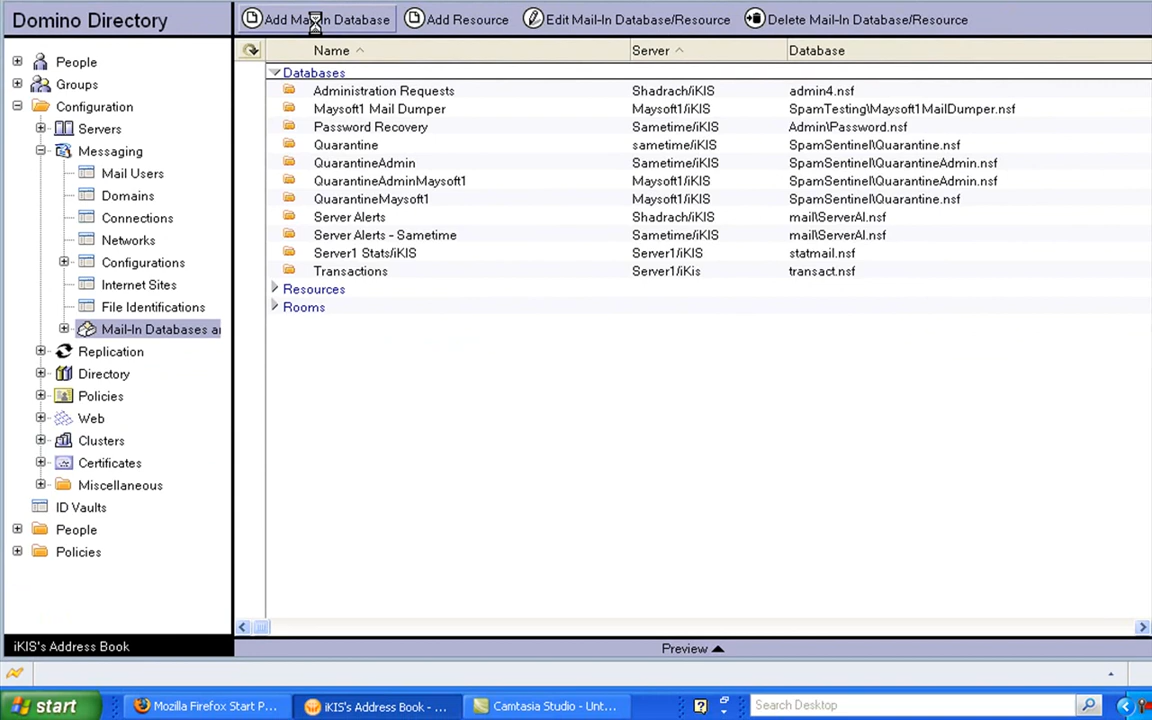 Domino Directory
Add Mail-In Database
Add Resource
Edit Mail-In Database/Resource
Delete Mail-In Database/Resource
People
Groups
Configuration
Servers
Messaging
Mail Users
Domains
Connections
Networks
Configurations
Internet Sites
File Identifications
Mail-In Databases a
Replication
Directory
Policies
Web
Clusters
Certificates
Miscellaneous
ID Vaults
People
Policies
iKIS's Address Book
Name Server Database
Databases
Administration Requests Shadrach/iKIS admin4.nsf
Maysoft1 Mail Dumper Maysoft1/iKIS SpamTesting\Maysoft1MailDumper.nsf
Password Recovery Sametime/iKIS Admin\Password.nsf
Quarantine sametime/iKIS SpamSentinel\Quarantine.nsf
QuarantineAdmin Sametime/iKIS SpamSentinel\QuarantineAdmin.nsf
QuarantineAdminMaysoft1 Maysoft1/iKIS SpamSentinel\QuarantineAdmin.nsf
QuarantineMaysoft1 Maysoft1/iKIS SpamSentinel\Quarantine.nsf
Server Alerts Shadrach/iKIS mail\ServerAl.nsf
Server Alerts - Sametime Sametime/iKIS mail\ServerAl.nsf
Server1 Stats/iKIS Server1/iKIS statmail.nsf
Transactions Server1/iKis transact.nsf
Resources
Rooms
Preview
start
Mozilla Firefox Start P...
iKIS's Address Book - ...
Camtasia Studio - Unt...
Search Desktop